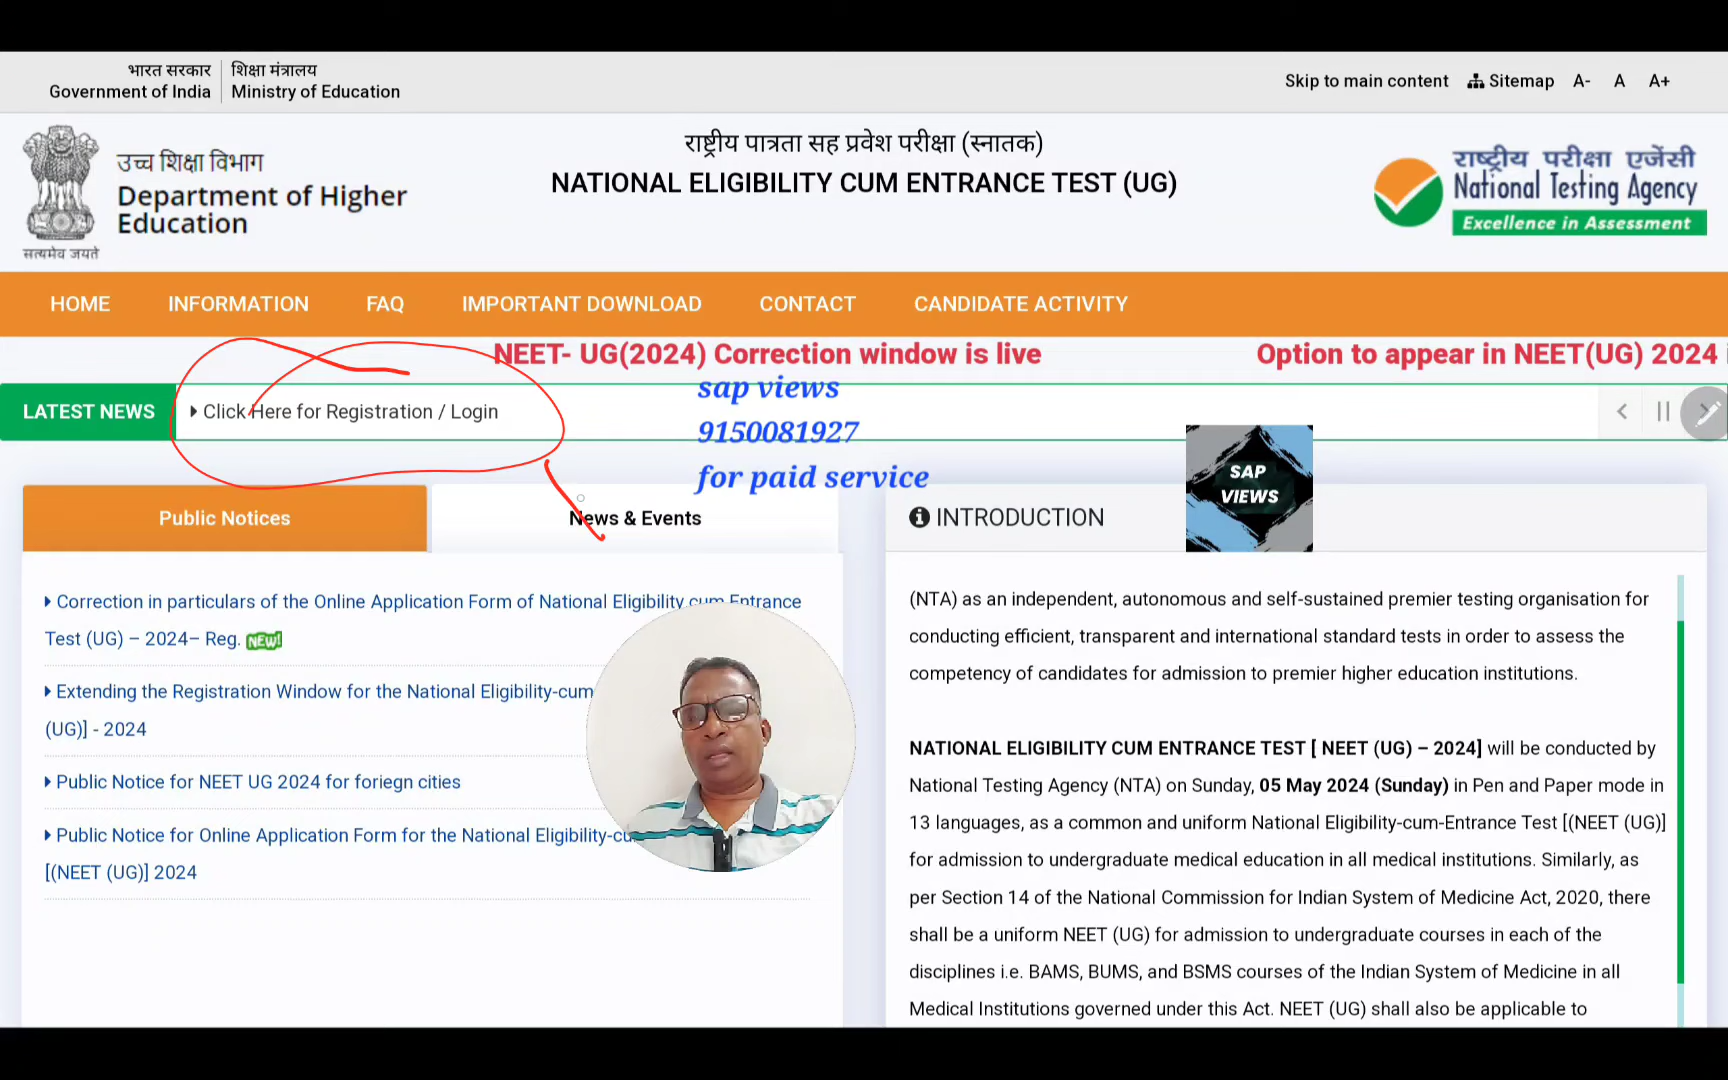 भारत सरकार
Government of India
शिक्षा मंत्रालय
Ministry of Education
Skip to main content
Sitemap
A-
A
A+
सत्यमेव जयते
उच्च शिक्षा विभाग
Department of Higher
Education
राष्ट्रीय पात्रता सह प्रवेश परीक्षा (स्नातक)
NATIONAL ELIGIBILITY CUM ENTRANCE TEST (UG)
राष्ट्रीय परीक्षा एजेंसी
National Testing Agency
Excellence in Assessment
HOME
INFORMATION
FAQ
IMPORTANT DOWNLOAD
CONTACT
CANDIDATE ACTIVITY
NEET- UG(2024) Correction window is live
Option to appear in NEET(UG) 2024
LATEST NEWS
Click Here for Registration / Login
sap views
9150081927
for paid service
SAP
VIEWS
Public Notices
News & Events
Correction in particulars of the Online Application Form of National Eligibility cum Entrance
Test (UG) – 2024– Reg. NEW!
Extending the Registration Window for the National Eligibility-cum
(UG)] - 2024
Public Notice for NEET UG 2024 for foriegn cities
Public Notice for Online Application Form for the National
[(NEET (UG)] 2024
INTRODUCTION
(NTA) as an independent, autonomous and self-sustained premier testing organisation for
conducting efficient, transparent and international standard tests in order to assess the
competency of candidates for admission to premier higher education institutions.
NATIONAL ELIGIBILITY CUM ENTRANCE TEST [ NEET (UG) – 2024] will be conducted by
National Testing Agency (NTA) on Sunday, 05 May 2024 (Sunday) in Pen and Paper mode in
13 languages, as a common and uniform National Eligibility-cum-Entrance Test [(NEET (UG)]
for admission to undergraduate medical education in all medical institutions. Similarly, as
per Section 14 of the National Commission for Indian System of Medicine Act, 2020, there
shall be a uniform NEET (UG) for admission to undergraduate courses in each of the
disciplines i.e. BAMS, BUMS, and BSMS courses of the Indian System of Medicine in all
Medical Institutions governed under this Act. NEET (UG) shall also be applicable to